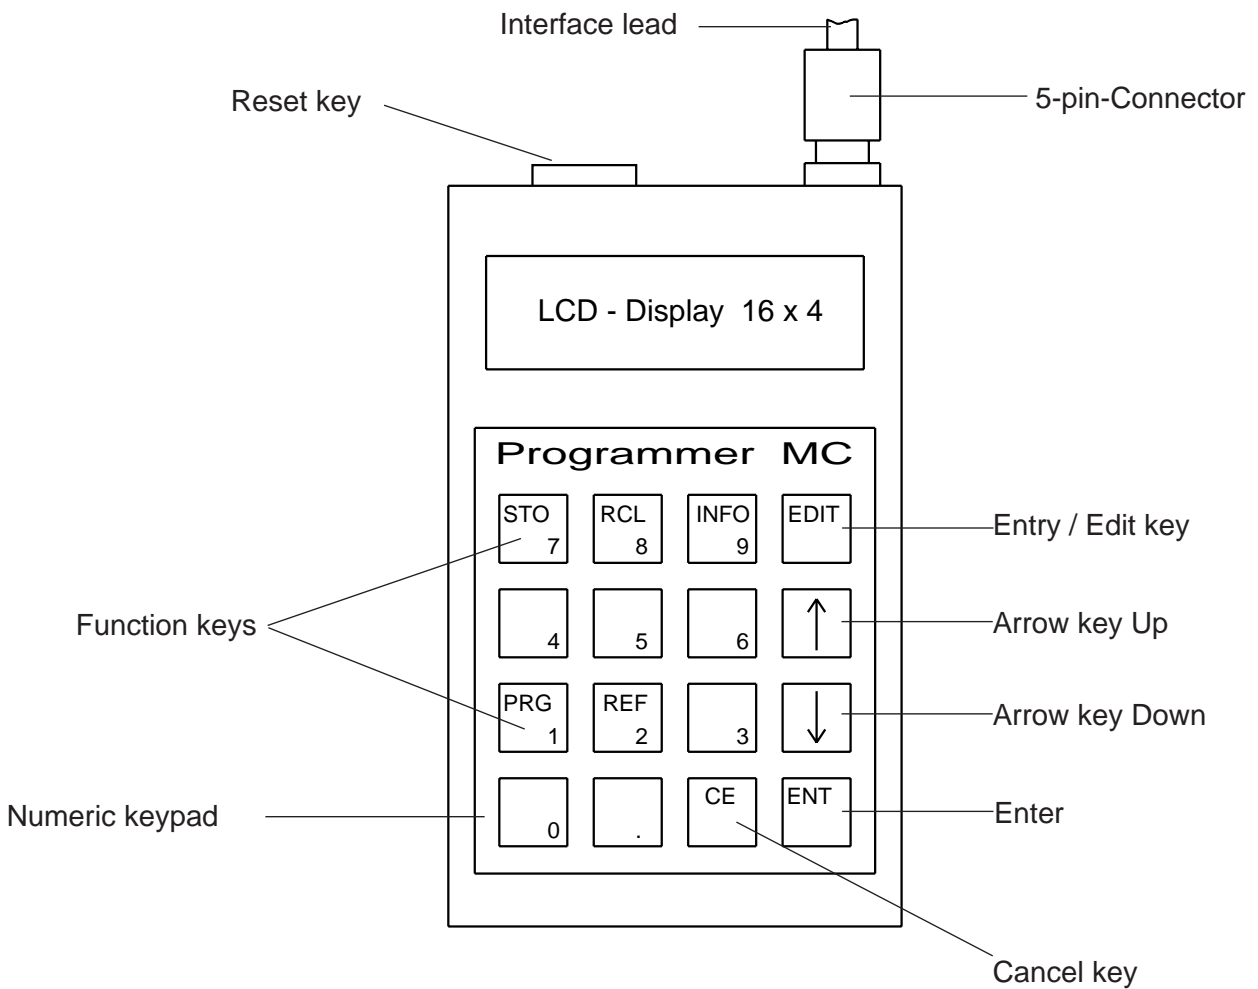 Interface lead
Reset key
5-pin-Connector
LCD - Display 16 x 4
Programmer MC
STO
7
RCL
8
INFO
9
EDIT
Entry / Edit key
Function keys
4
5
6
Arrow key Up
PRG
1
REF
2
3
Arrow key Down
Numeric keypad
0
.
CE
ENT
Enter
Cancel key